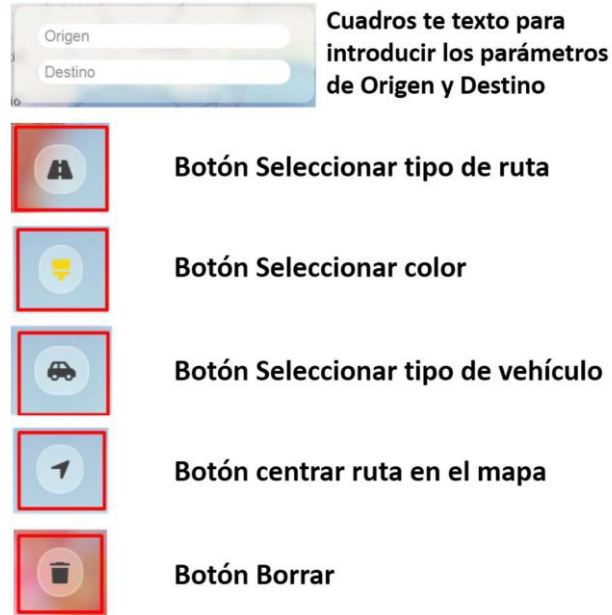 Origen
Destino
Cuadros te texto para
introducir los parámetros
de Origen y Destino
Botón Seleccionar tipo de ruta
Botón Seleccionar color
Botón Seleccionar tipo de vehículo
Botón centrar ruta en el mapa
Botón Borrar